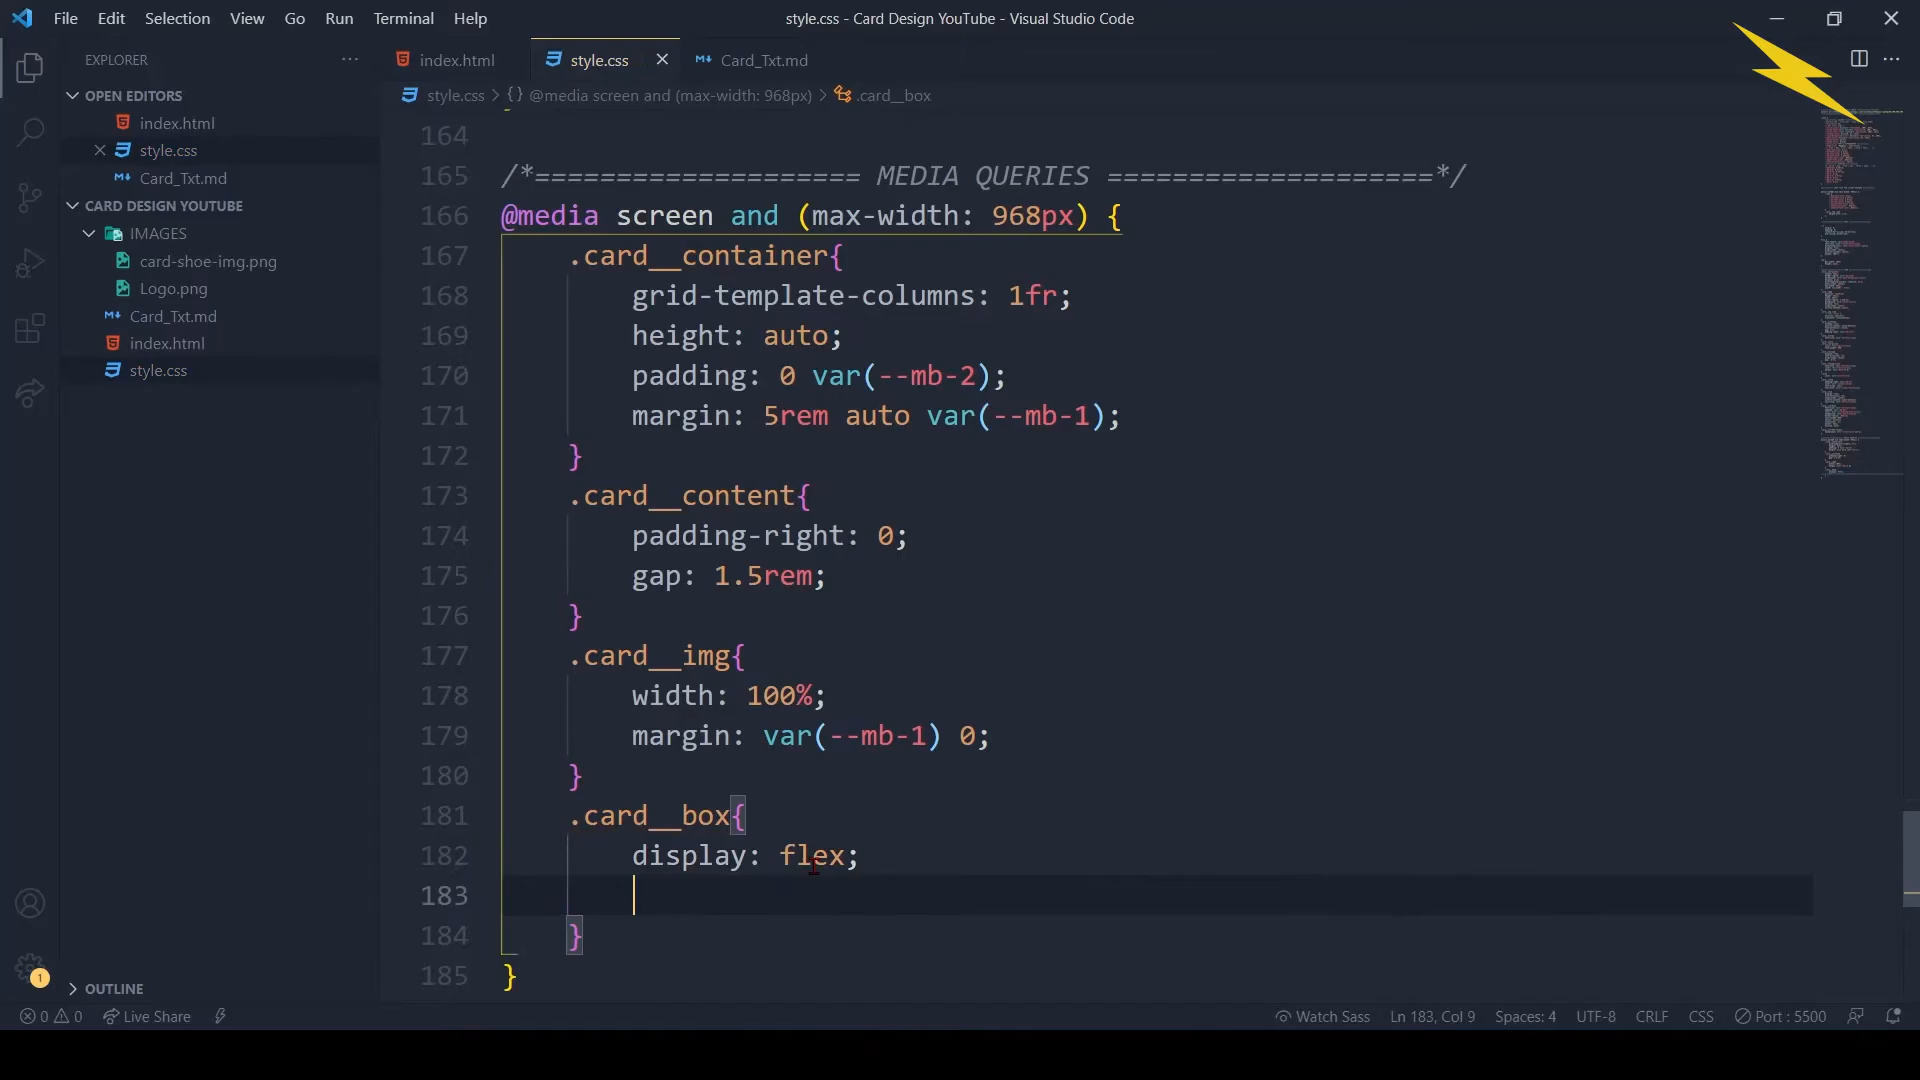 File Edit Selection View Go Run Terminal Help
style.css - Card Design YouTube - Visual Studio Code
EXPLORER
OPEN EDITORS
index.html
style.css
Card_Txt.md
CARD DESIGN YOUTUBE
IMAGES
card-shoe-img.png
Logo.png
Card_Txt.md
index.html
style.css
OUTLINE
index.html style.css Card_Txt.md
style.css > {} @media screen and (max-width: 968px) > .card__box
164
165 /*==================== MEDIA QUERIES ====================*/
166 @media screen and (max-width: 968px) {
167 .card__container{
168 grid-template-columns: 1fr;
169 height: auto;
170 padding: 0 var(--mb-2);
171 margin: 5rem auto var(--mb-1);
172 }
173 .card__content{
174 padding-right: 0;
175 gap: 1.5rem;
176 }
177 .card__img{
178 width: 100%;
179 margin: var(--mb-1) 0;
180 }
181 .card__box{
182 display: flex;
183
184 }
185 }
1
0 0 Live Share Watch Sass Ln 183, Col 9 Spaces: 4 UTF-8 CRLF CSS Port : 5500